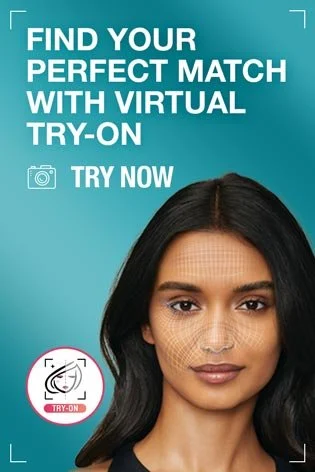 FIND YOUR
PERFECT MATCH
WITH VIRTUAL
TRY-ON
TRY NOW
TRY-ON